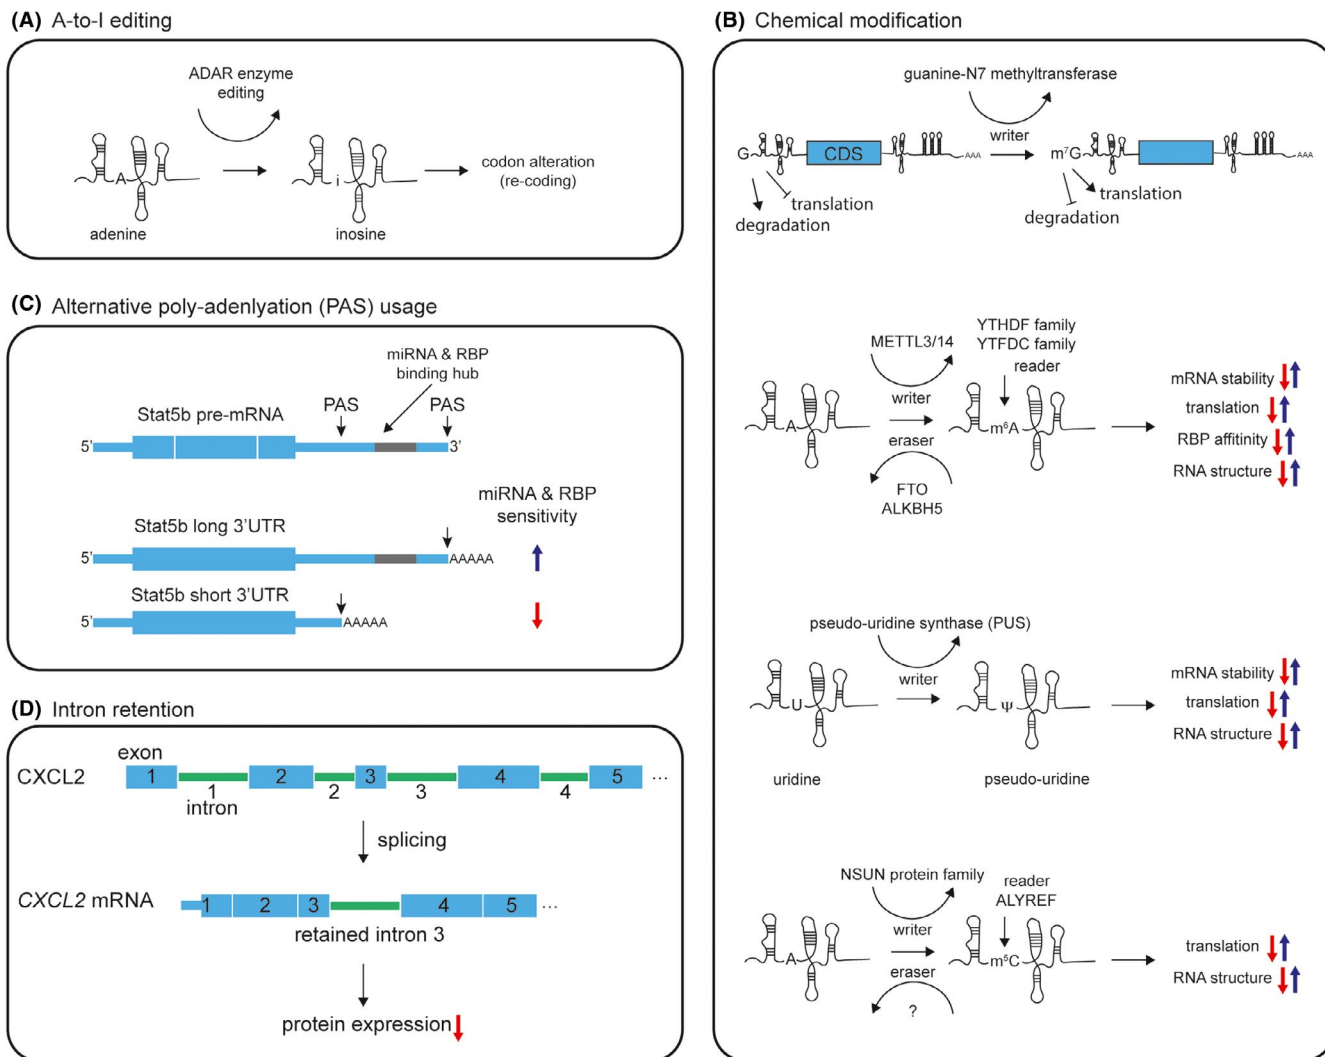 (A) A-to-I editing
ADAR enzyme
editing
A
i
codon alteration
(re-coding)
adenine
inosine
(C) Alternative poly-adenlyation (PAS) usage
miRNA & RBP
binding hub
Stat5b pre-mRNA
PAS
PAS
5'
3'
miRNA & RBP
sensitivity
Stat5b long 3'UTR
5'
AAAAA
Stat5b short 3'UTR
5'
AAAAA
(D) Intron retention
exon
CXCL2
1
2
3
4
5
...
1
2
3
4
intron
splicing
CXCL2 mRNA
1
2
3
4
5
...
retained intron 3
protein expression
(B) Chemical modification
guanine-N7 methyltransferase
writer
G
CDS
AAA
m⁷G
AAA
translation
degradation
translation
degradation
METTL3/14
YTHDF family
YTFDC family
reader
writer
A
eraser
m⁶A
FTO
ALKBH5
mRNA stability
translation
RBP affitinity
RNA structure
pseudo-uridine synthase (PUS)
writer
U
Ψ
uridine
pseudo-uridine
mRNA stability
translation
RNA structure
NSUN protein family
reader
ALYREF
writer
A
eraser
m⁵C
?
translation
RNA structure